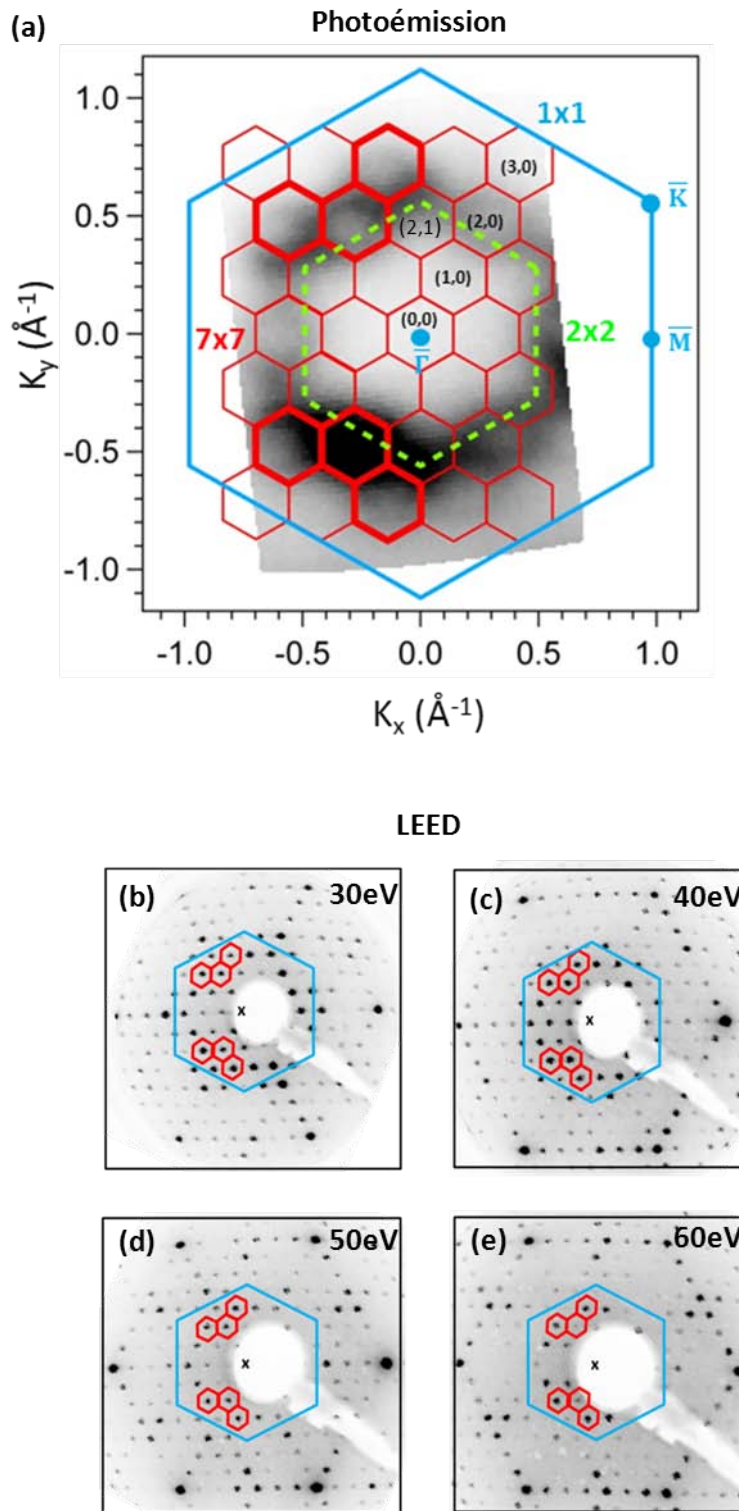 (a)
Photoémission
1x1
(3,0)
K̅
(2,1)
(2,0)
(1,0)
7x7
(0,0)
Γ̅
2x2
M̅
1.0
0.5
0.0
-0.5
-1.0
K_y (Å⁻¹)
-1.0
-0.5
0.0
0.5
1.0
K_x (Å⁻¹)
LEED
(b)
30eV
x
(c)
40eV
x
(d)
50eV
x
(e)
60eV
x